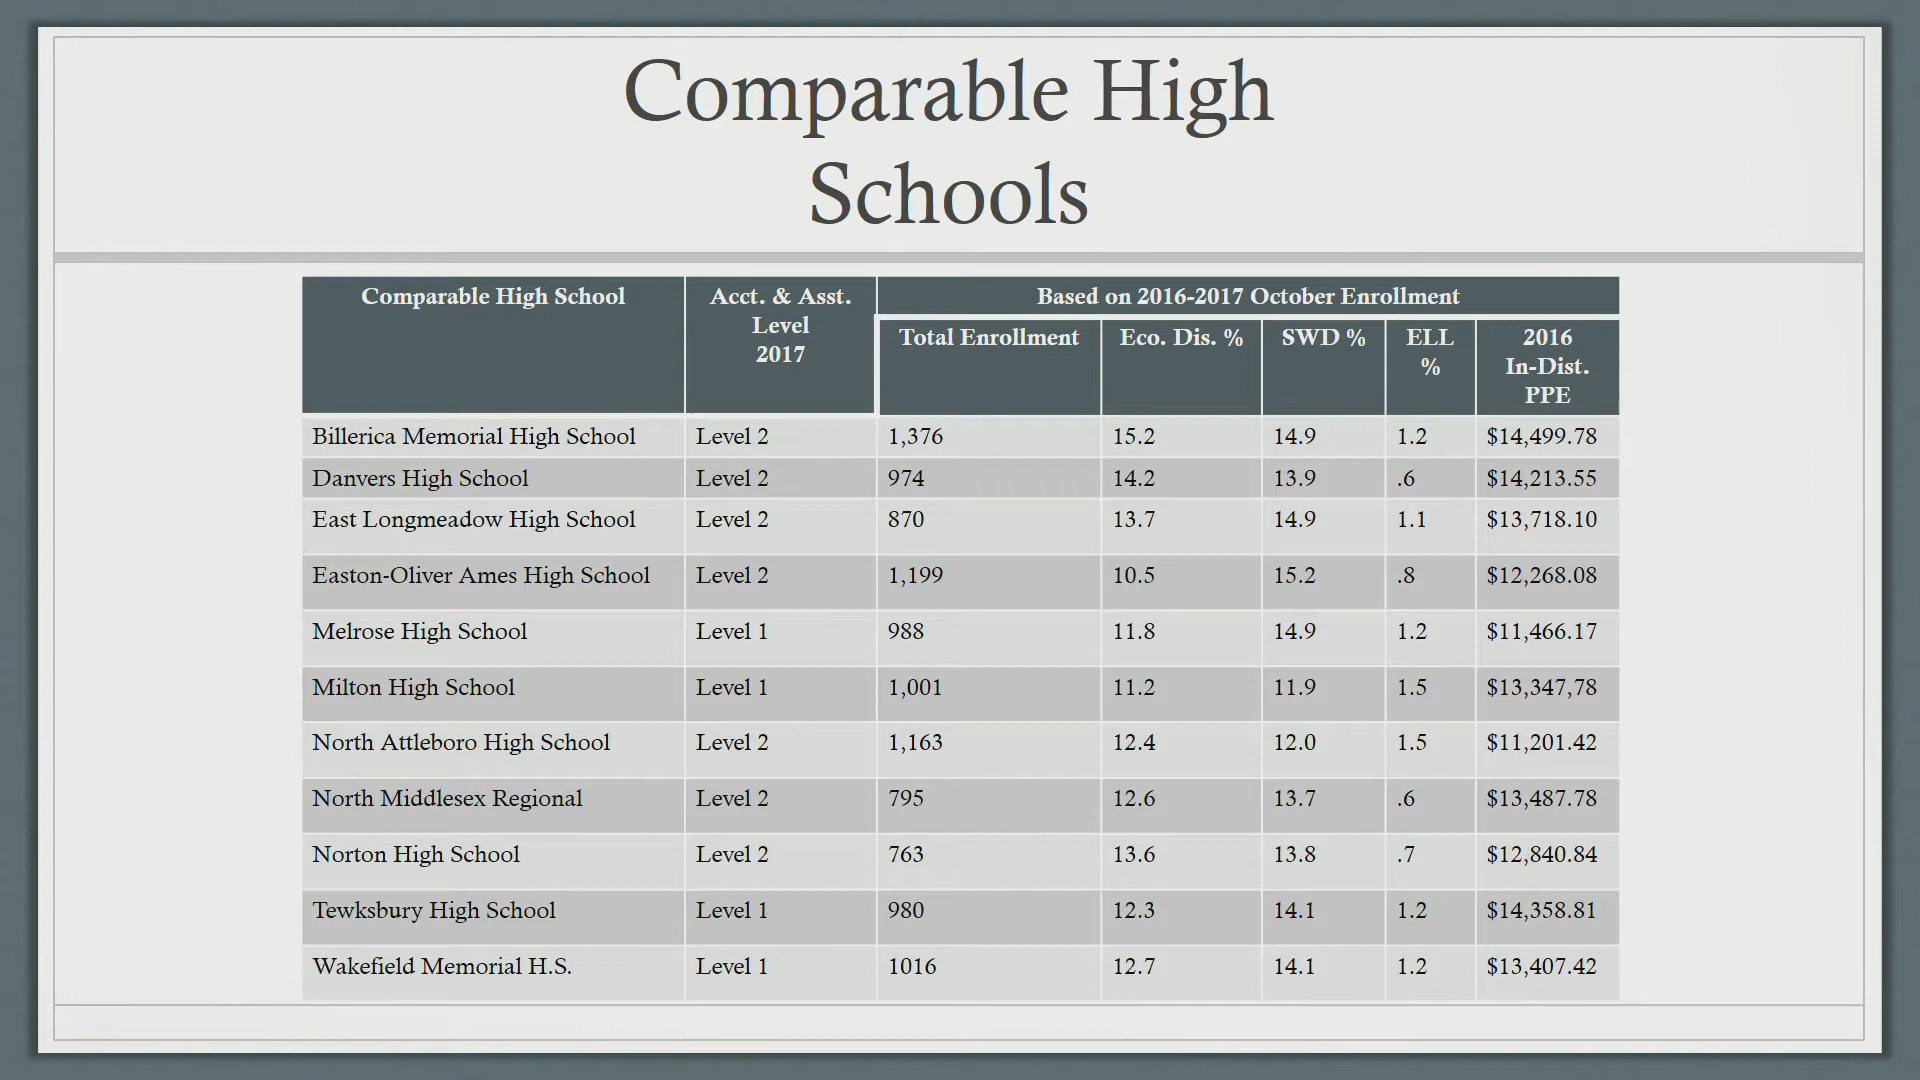 Comparable High
Schools
Comparable High School Acct. & Asst. Level 2017 Based on 2016-2017 October Enrollment
Total Enrollment Eco. Dis. % SWD % ELL % 2016 In-Dist. PPE
Billerica Memorial High School Level 2 1,376 15.2 14.9 1.2 $14,499.78
Danvers High School Level 2 974 14.2 13.9 .6 $14,213.55
East Longmeadow High School Level 2 870 13.7 14.9 1.1 $13,718.10
Easton-Oliver Ames High School Level 2 1,199 10.5 15.2 .8 $12,268.08
Melrose High School Level 1 988 11.8 14.9 1.2 $11,466.17
Milton High School Level 1 1,001 11.2 11.9 1.5 $13,347,78
North Attleboro High School Level 2 1,163 12.4 12.0 1.5 $11,201.42
North Middlesex Regional Level 2 795 12.6 13.7 .6 $13,487.78
Norton High School Level 2 763 13.6 13.8 .7 $12,840.84
Tewksbury High School Level 1 980 12.3 14.1 1.2 $14,358.81
Wakefield Memorial H.S. Level 1 1016 12.7 14.1 1.2 $13,407.42